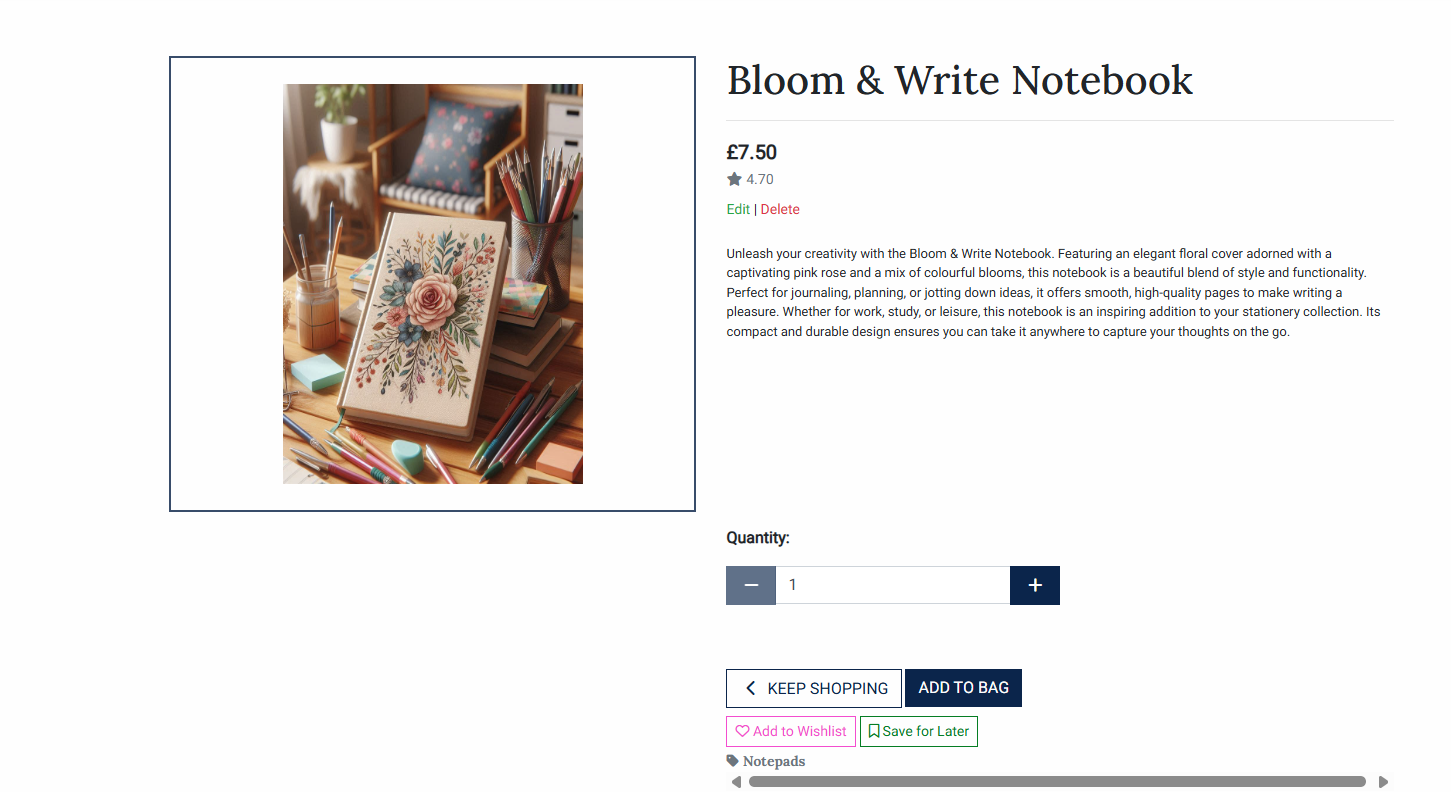 Bloom & Write Notebook
£7.50
4.70
Edit | Delete
Unleash your creativity with the Bloom & Write Notebook. Featuring an elegant floral cover adorned with a
captivating pink rose and a mix of colourful blooms, this notebook is a beautiful blend of style and functionality.
Perfect for journaling, planning, or jotting down ideas, it offers smooth, high-quality pages to make writing a
pleasure. Whether for work, study, or leisure, this notebook is an inspiring addition to your stationery collection. Its
compact and durable design ensures you can take it anywhere to capture your thoughts on the go.
Quantity:
1
KEEP SHOPPING ADD TO BAG
Add to Wishlist Save for Later
Notepads